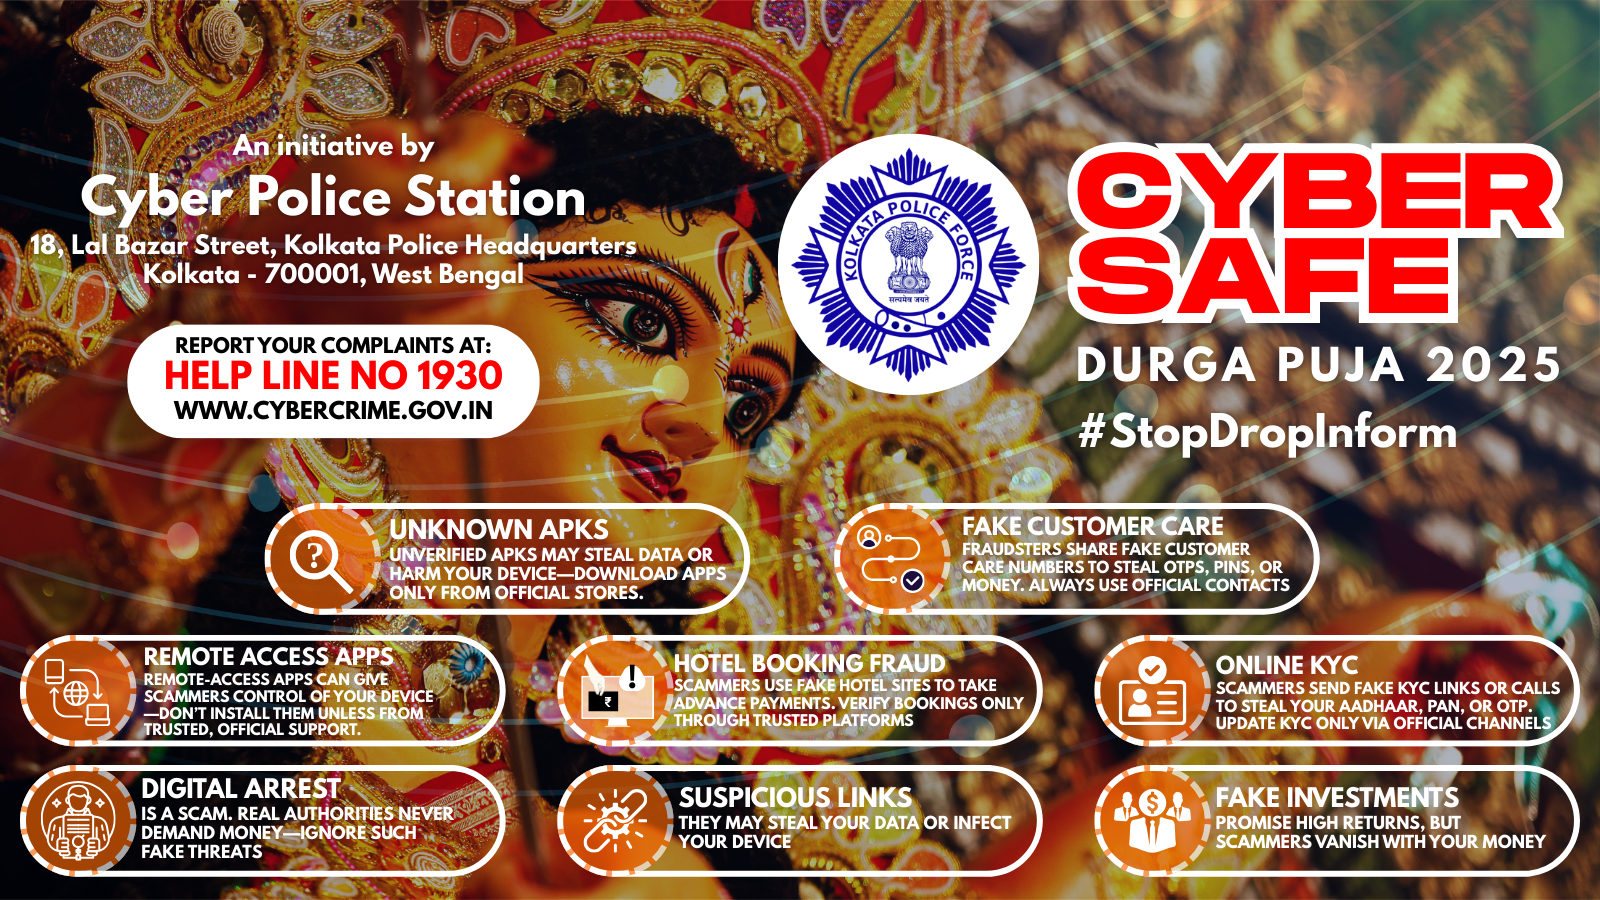 An initiative by
Cyber Police Station
18, Lal Bazar Street, Kolkata Police Headquarters
Kolkata - 700001, West Bengal
REPORT YOUR COMPLAINTS AT:
HELP LINE NO 1930
WWW.CYBERCRIME.GOV.IN
KOLKATA POLICE FORCE
सत्यमेव जयते
CYBER
SAFE
DURGA PUJA 2025
#StopDropInform
?
UNKNOWN APKS
UNVERIFIED APKS MAY STEAL DATA OR
HARM YOUR DEVICE—DOWNLOAD APPS
ONLY FROM OFFICIAL STORES.
FAKE CUSTOMER CARE
FRAUDSTERS SHARE FAKE CUSTOMER
CARE NUMBERS TO STEAL OTPS, PINS, OR
MONEY. ALWAYS USE OFFICIAL CONTACTS
REMOTE ACCESS APPS
REMOTE-ACCESS APPS CAN GIVE
SCAMMERS CONTROL OF YOUR DEVICE
—DON'T INSTALL THEM UNLESS FROM
TRUSTED, OFFICIAL SUPPORT.
!
₹
HOTEL BOOKING FRAUD
SCAMMERS USE FAKE HOTEL SITES TO TAKE
ADVANCE PAYMENTS. VERIFY BOOKINGS ONLY
THROUGH TRUSTED PLATFORMS
ONLINE KYC
SCAMMERS SEND FAKE KYC LINKS OR CALLS
TO STEAL YOUR AADHAAR, PAN, OR OTP.
UPDATE KYC ONLY VIA OFFICIAL CHANNELS
DIGITAL ARREST
IS A SCAM. REAL AUTHORITIES NEVER
DEMAND MONEY—IGNORE SUCH
FAKE THREATS
SUSPICIOUS LINKS
THEY MAY STEAL YOUR DATA OR INFECT
YOUR DEVICE
$
FAKE INVESTMENTS
PROMISE HIGH RETURNS, BUT
SCAMMERS VANISH WITH YOUR MONEY